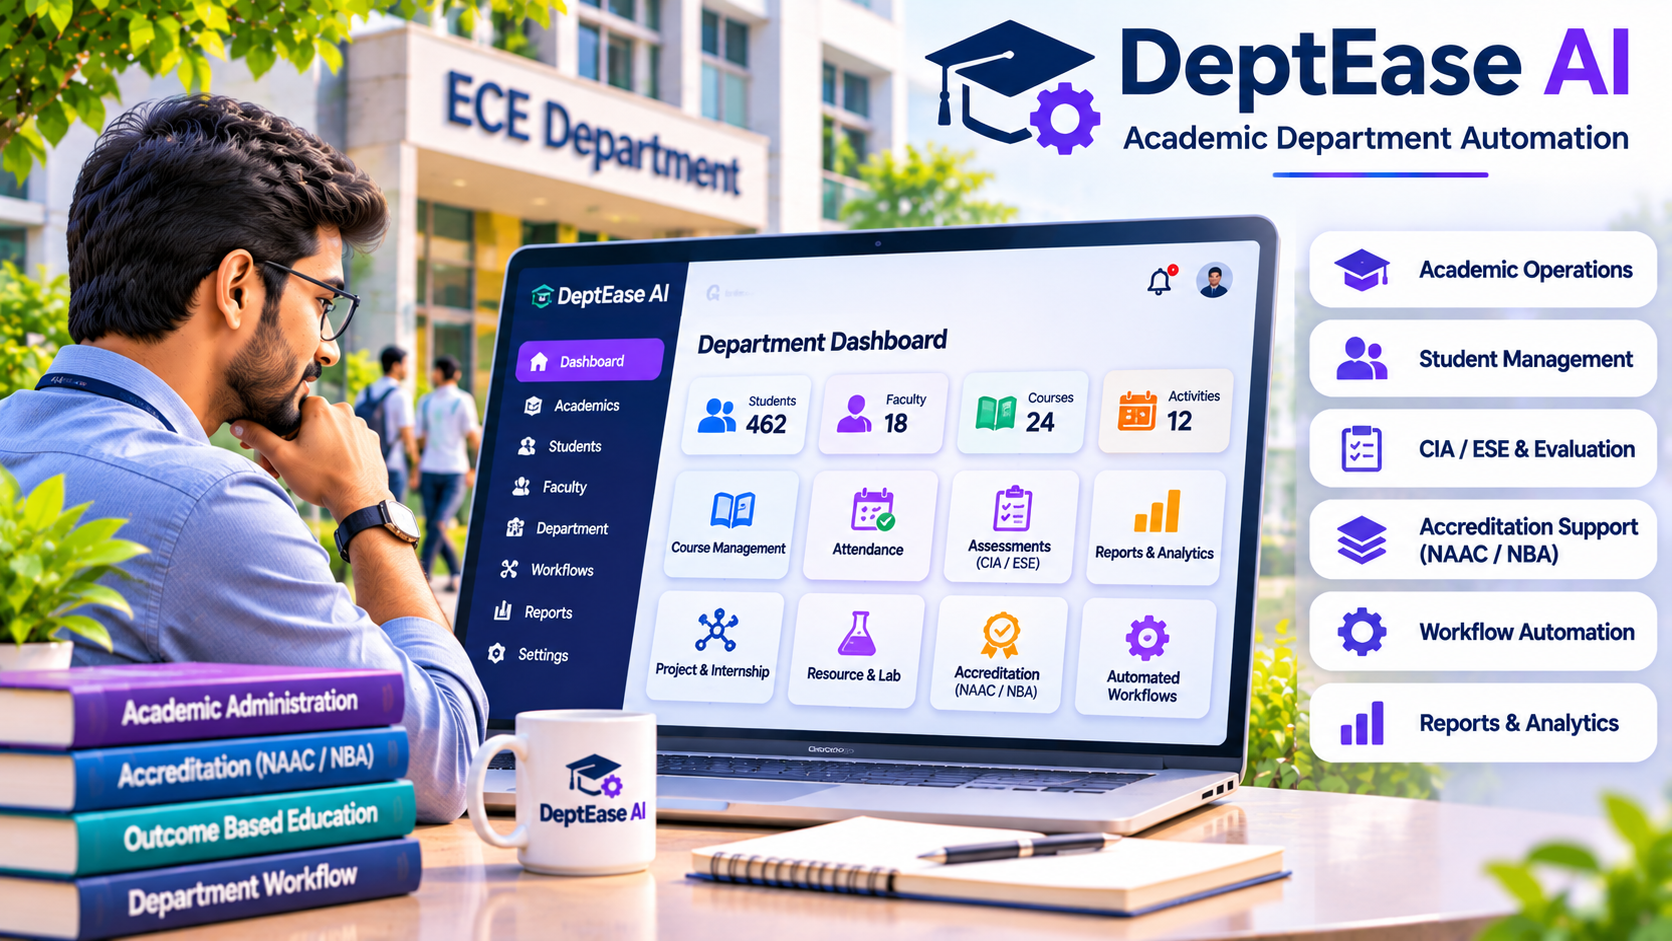 DeptEase AI
Academic Department Automation
ECE Department
Academic Operations
Student Management
CIA / ESE & Evaluation
Accreditation Support
(NAAC / NBA)
Workflow Automation
Reports & Analytics
DeptEase AI
Dashboard
Academics
Students
Faculty
Department
Workflows
Reports
Settings
Department Dashboard
Students
462
Faculty
18
Courses
24
Activities
12
Course Management
Attendance
Assessments
(CIA / ESE)
Reports & Analytics
Project & Internship
Resource & Lab
Accreditation
(NAAC / NBA)
Automated
Workflows
Academic Administration
Accreditation (NAAC / NBA)
Outcome Based Education
Department Workflow
DeptEase AI